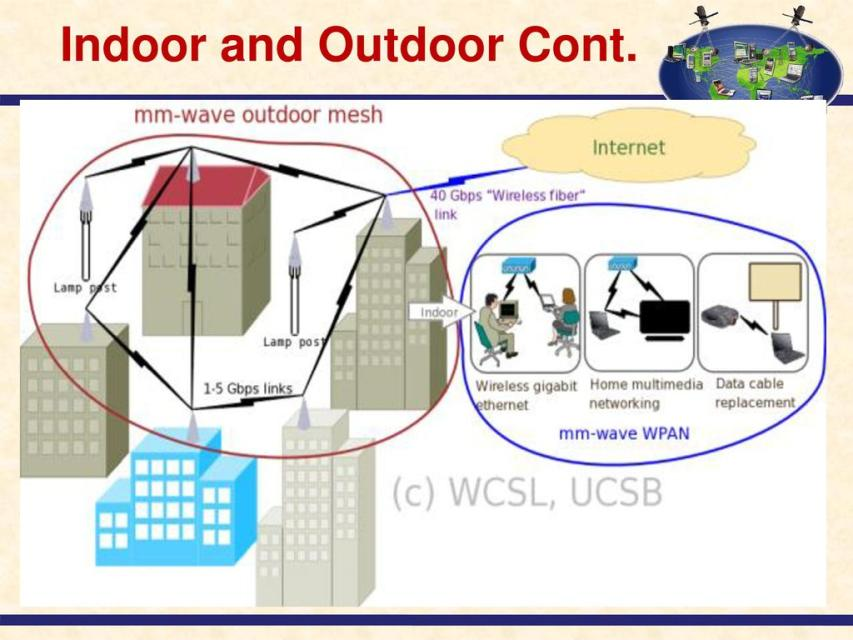 Indoor and Outdoor Cont.
mm-wave outdoor mesh
Internet
40 Gbps "Wireless fiber"
link
Lamp post
Lamp post
Indoor
1-5 Gbps links
Wireless gigabit
ethernet
Home multimedia
networking
Data cable
replacement
mm-wave WPAN
(c) WCSL, UCSB